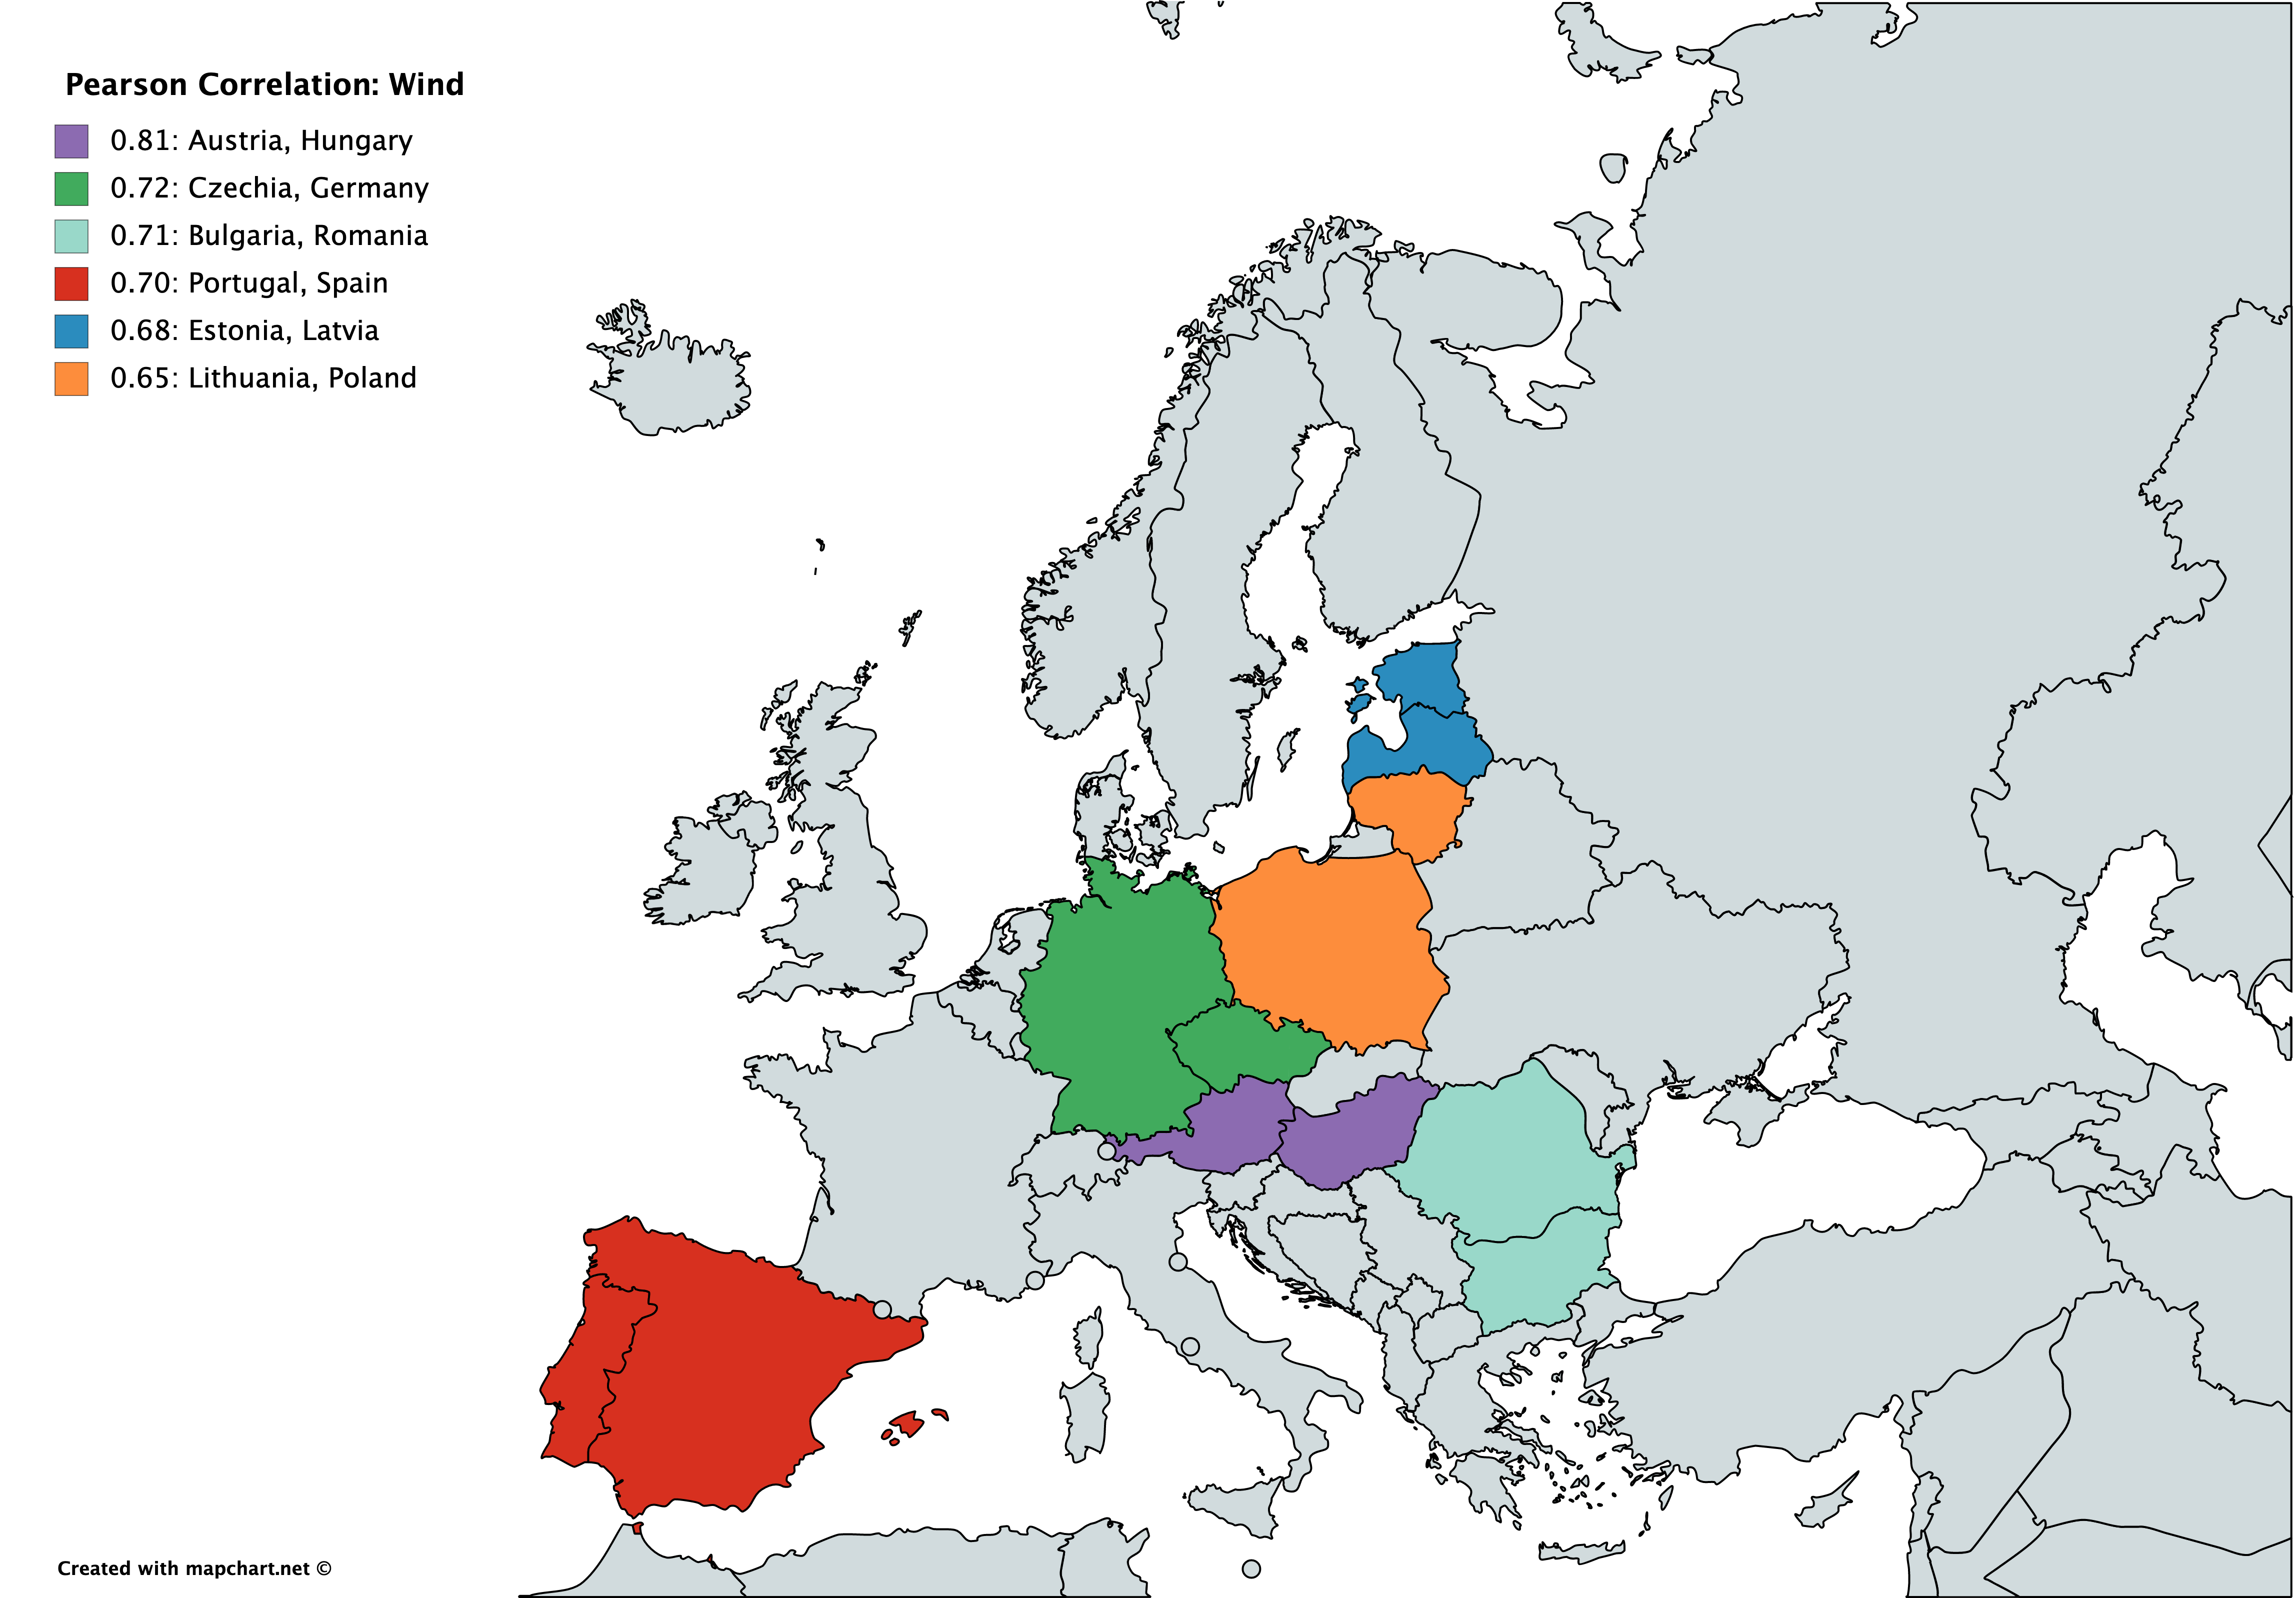 Pearson Correlation: Wind
0.81: Austria, Hungary
0.72: Czechia, Germany
0.71: Bulgaria, Romania
0.70: Portugal, Spain
0.68: Estonia, Latvia
0.65: Lithuania, Poland
Created with mapchart.net ©